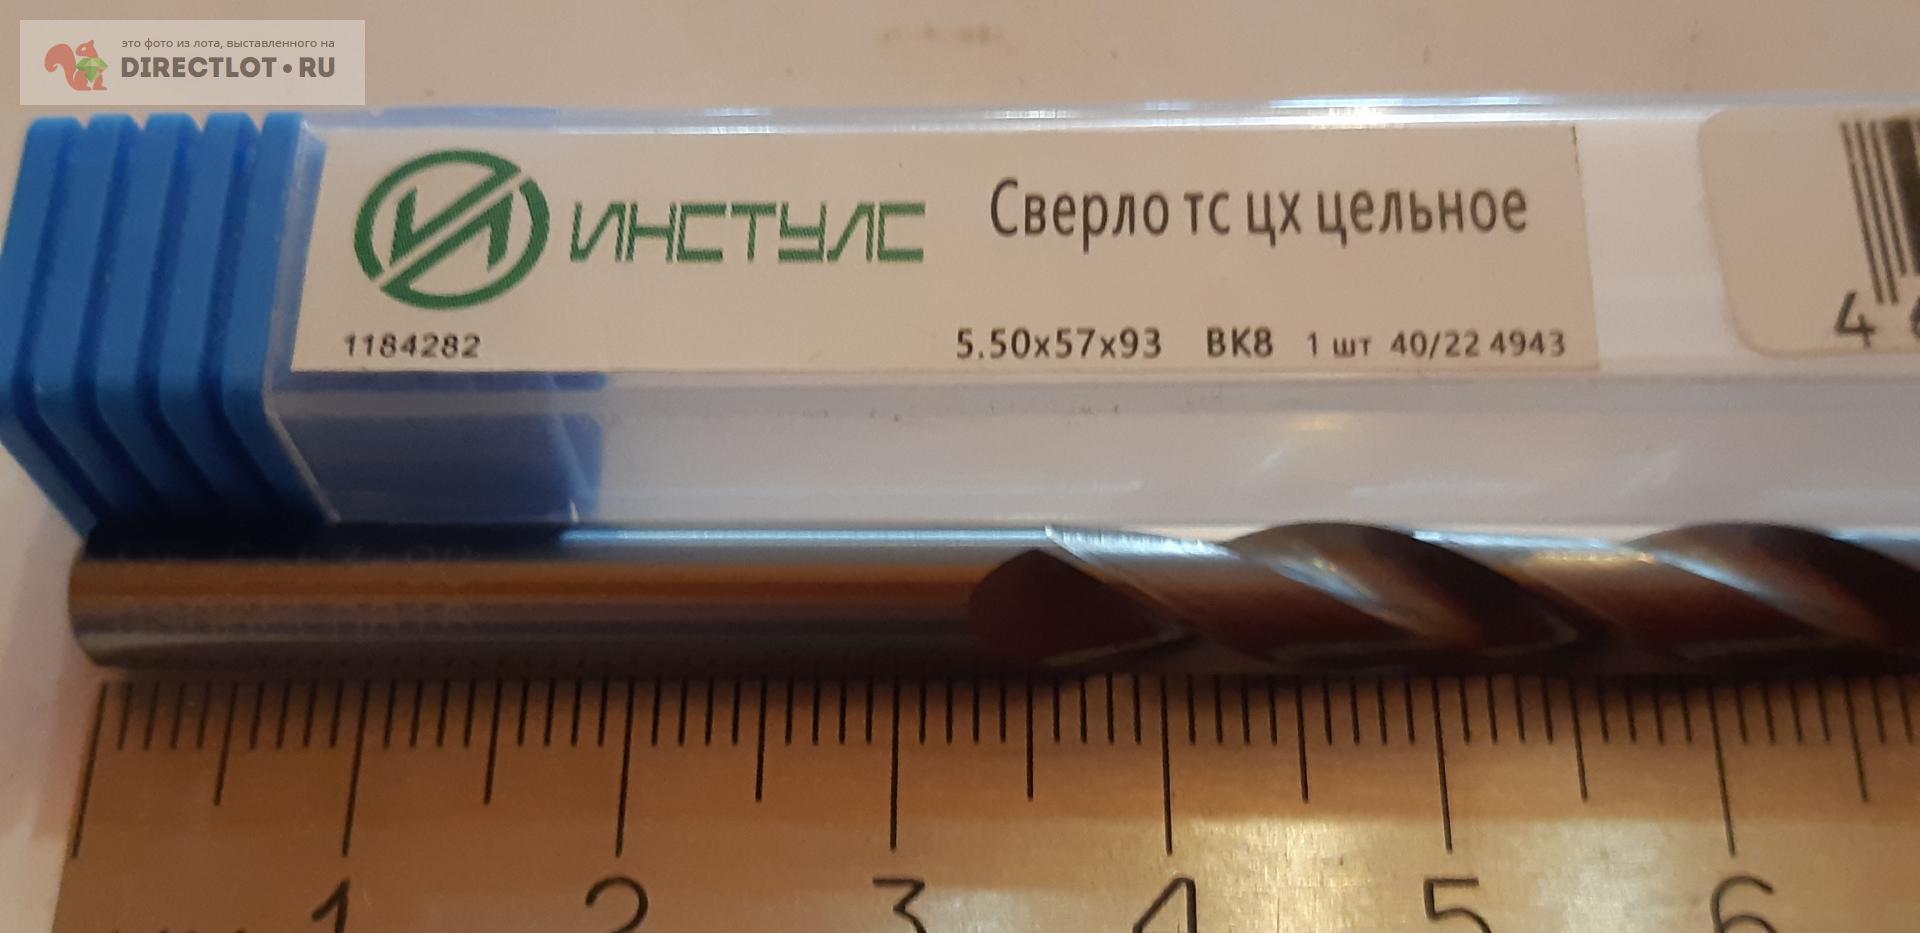 это фото из лота, выставленного на
DIRECTLOT•RU
ИНСТУЛС
Сверло тс цх цельное
1184282
5.50х57х93 ВК8 1 шт 40/22 4943
4
1 2 3 4 5 6